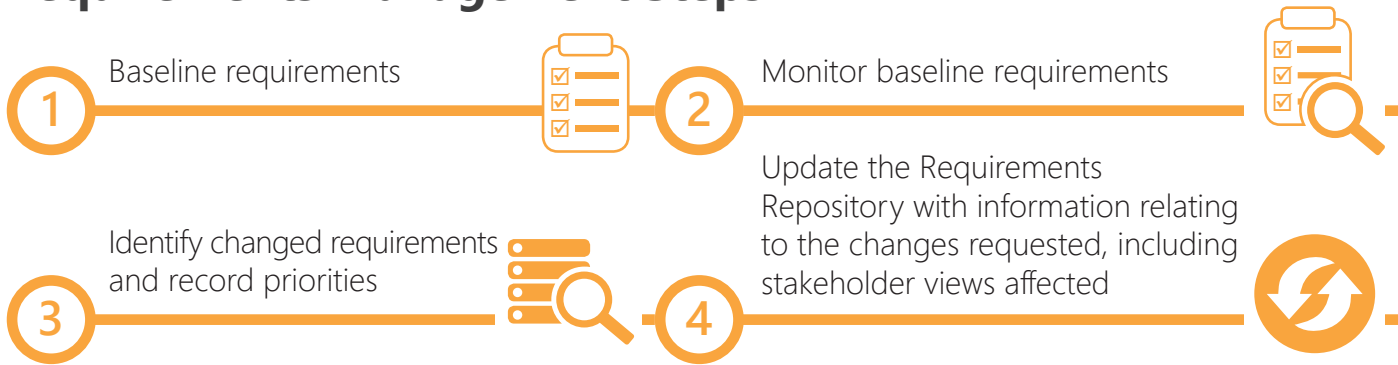 1
Baseline requirements
2
Monitor baseline requirements
3
Identify changed requirements
and record priorities
4
Update the Requirements
Repository with information relating
to the changes requested, including
stakeholder views affected